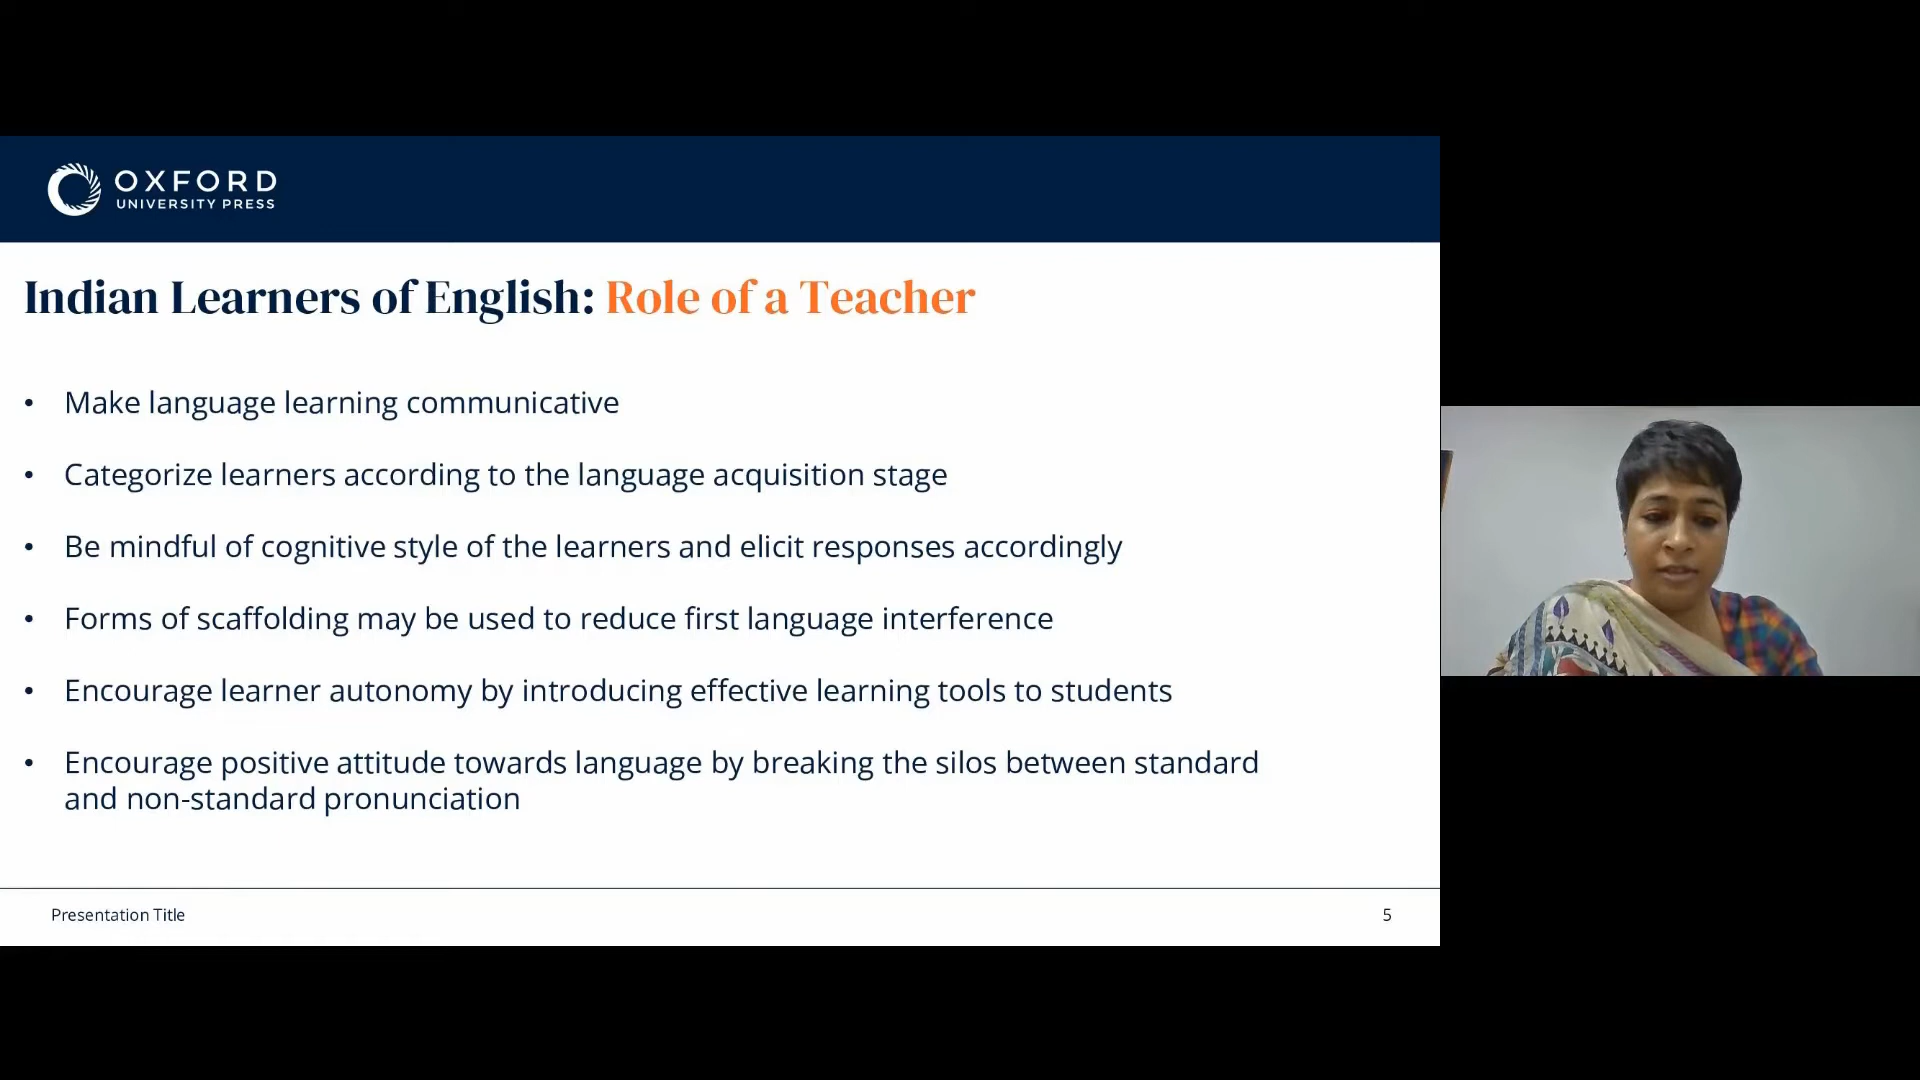 OXFORD
UNIVERSITY PRESS
Indian Learners of English: Role of a Teacher
• Make language learning communicative
• Categorize learners according to the language acquisition stage
• Be mindful of cognitive style of the learners and elicit responses accordingly
• Forms of scaffolding may be used to reduce first language interference
• Encourage learner autonomy by introducing effective learning tools to students
• Encourage positive attitude towards language by breaking the silos between standard
and non-standard pronunciation
Presentation Title
5